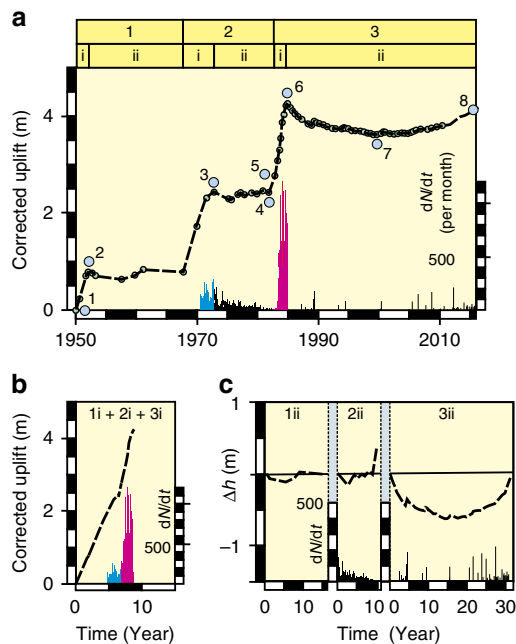 a
1 2 3
i ii i ii i ii
Corrected uplift (m)
4
2
0
1 2 3 4 5 6 7 8
dN/dt
(per month)
500
1950 1970 1990 2010
b
1i + 2i + 3i
Corrected uplift (m)
4
2
0
dN/dt
500
0 10
Time (Year)
c
1ii 2ii 3ii
Δh (m)
1
0
−1
500
dN/dt
0 10 0 10 0 10 20 30
Time (Year)